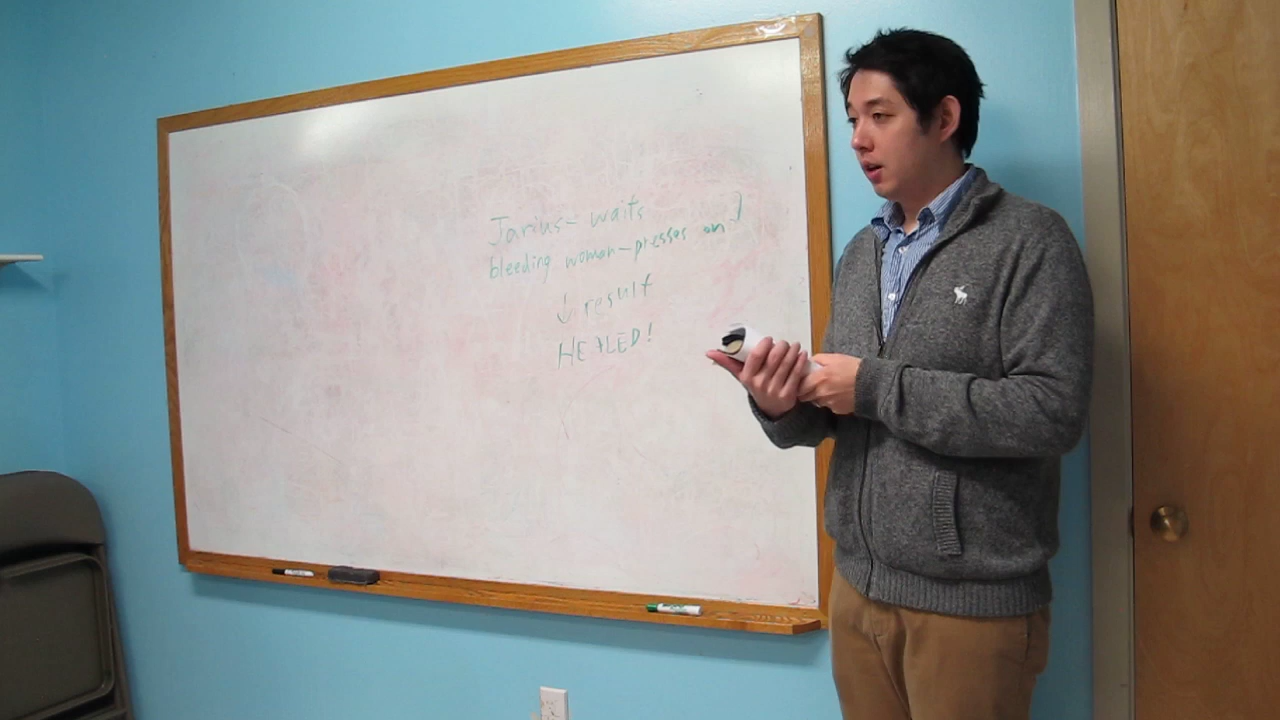 Jarius - waits
bleeding woman - presses on
↓ result
HEALED!